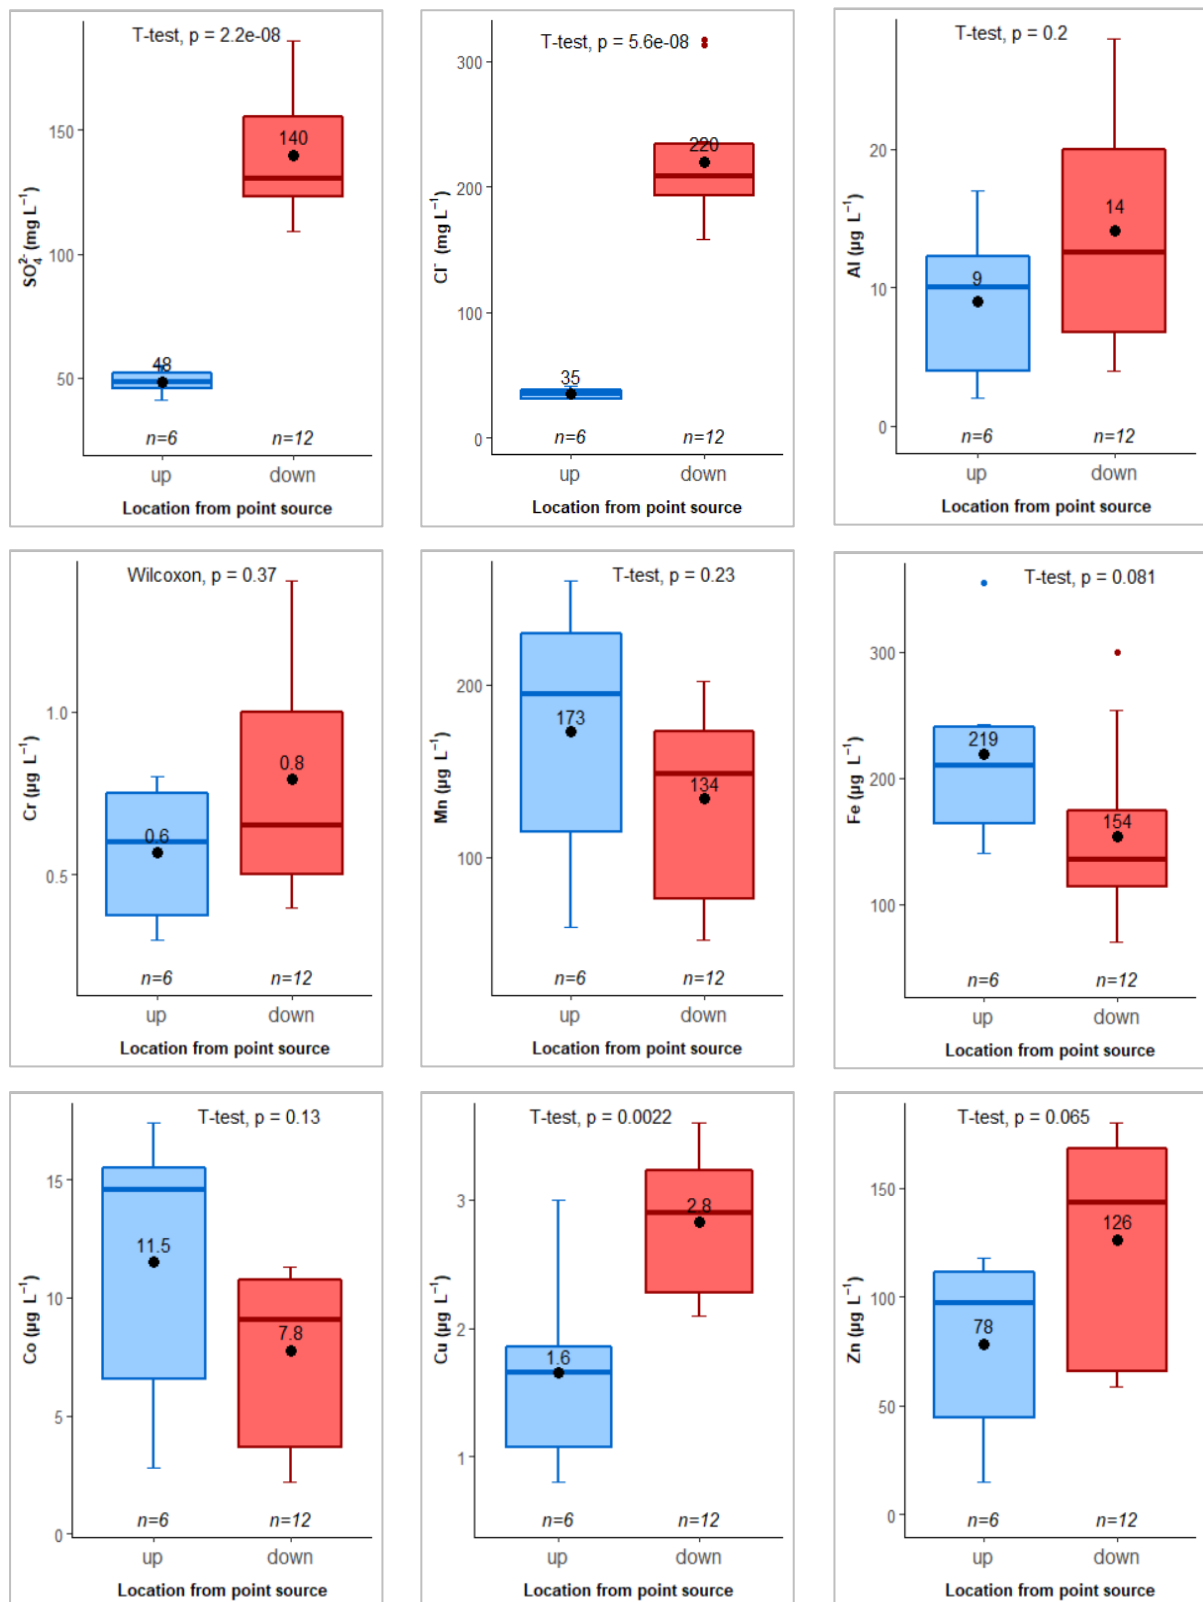 T-test, p = 2.2e-08
SO₄²⁻ (mg L⁻¹)
150
100
50
140
48
n=6 n=12
up down
Location from point source
T-test, p = 5.6e-08
Cl⁻ (mg L⁻¹)
300
200
100
0
220
35
n=6 n=12
up down
Location from point source
T-test, p = 0.2
Al (µg L⁻¹)
20
10
0
14
9
n=6 n=12
up down
Location from point source
Wilcoxon, p = 0.37
Cr (µg L⁻¹)
1.0
0.5
0.8
0.6
n=6 n=12
up down
Location from point source
T-test, p = 0.23
Mn (µg L⁻¹)
200
100
173
134
n=6 n=12
up down
Location from point source
T-test, p = 0.081
Fe (µg L⁻¹)
300
200
100
219
154
n=6 n=12
up down
Location from point source
T-test, p = 0.13
Co (µg L⁻¹)
15
10
5
0
11.5
7.8
n=6 n=12
up down
Location from point source
T-test, p = 0.0022
Cu (µg L⁻¹)
3
2
1
2.8
1.6
n=6 n=12
up down
Location from point source
T-test, p = 0.065
Zn (µg L⁻¹)
150
100
50
0
126
78
n=6 n=12
up down
Location from point source